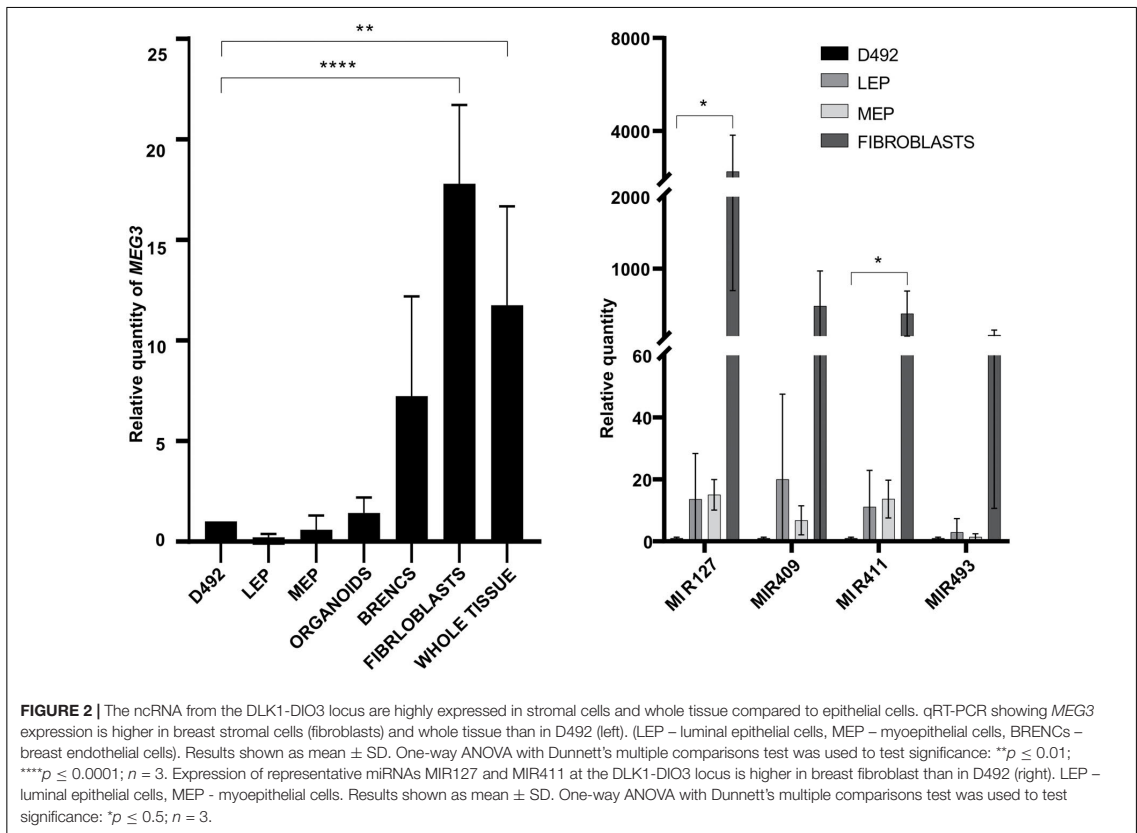 25
20
15
10
5
0
Relative quantity of MEG3
**
****
D492
LEP
MEP
ORGANOIDS
BRENCS
FIBRLOBLASTS
WHOLE TISSUE
8000
4000
2000
1000
60
40
20
0
Relative quantity
D492
LEP
MEP
FIBROBLASTS
*
*
MIR127
MIR409
MIR411
MIR493
FIGURE 2 | The ncRNA from the DLK1-DIO3 locus are highly expressed in stromal cells and whole tissue compared to epithelial cells. qRT-PCR showing MEG3
expression is higher in breast stromal cells (fibroblasts) and whole tissue than in D492 (left). (LEP – luminal epithelial cells, MEP – myoepithelial cells, BRENCs –
breast endothelial cells). Results shown as mean ± SD. One-way ANOVA with Dunnett's multiple comparisons test was used to test significance: **p ≤ 0.01;
****p ≤ 0.0001; n = 3. Expression of representative miRNAs MIR127 and MIR411 at the DLK1-DIO3 locus is higher in breast fibroblast than in D492 (right). LEP –
luminal epithelial cells, MEP - myoepithelial cells. Results shown as mean ± SD. One-way ANOVA with Dunnett's multiple comparisons test was used to test
significance: *p ≤ 0.5; n = 3.